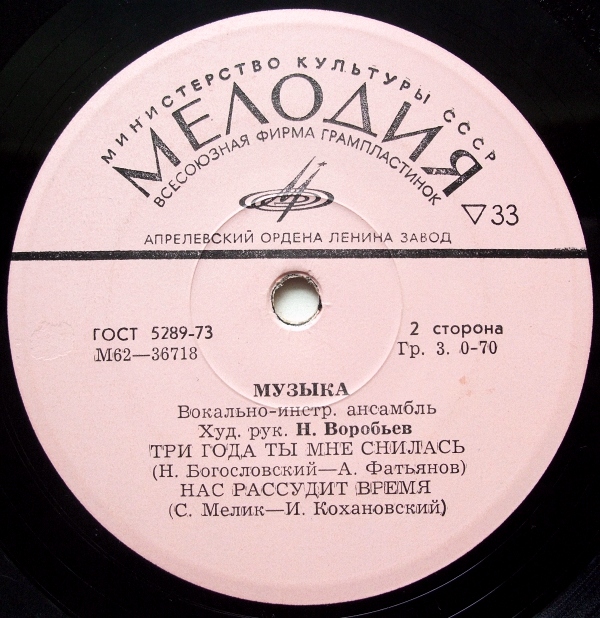 МИНИСТЕРСТВО КУЛЬТУРЫ СССР
МЕЛОДИЯ
ВСЕСОЮЗНАЯ ФИРМА ГРАМПЛАСТИНОК
▽33
АПРЕЛЕВСКИЙ ОРДЕНА ЛЕНИНА ЗАВОД
ГОСТ 5289-73
М62—36718
2 сторона
Гр. 3. 0-70
МУЗЫКА
Вокально-инстр. ансамбль
Худ. рук. Н. Воробьев
ТРИ ГОДА ТЫ МНЕ СНИЛАСЬ
(Н. Богословский—А. Фатьянов)
НАС РАССУДИТ ВРЕМЯ
(С. Мелик—И. Кохановский)